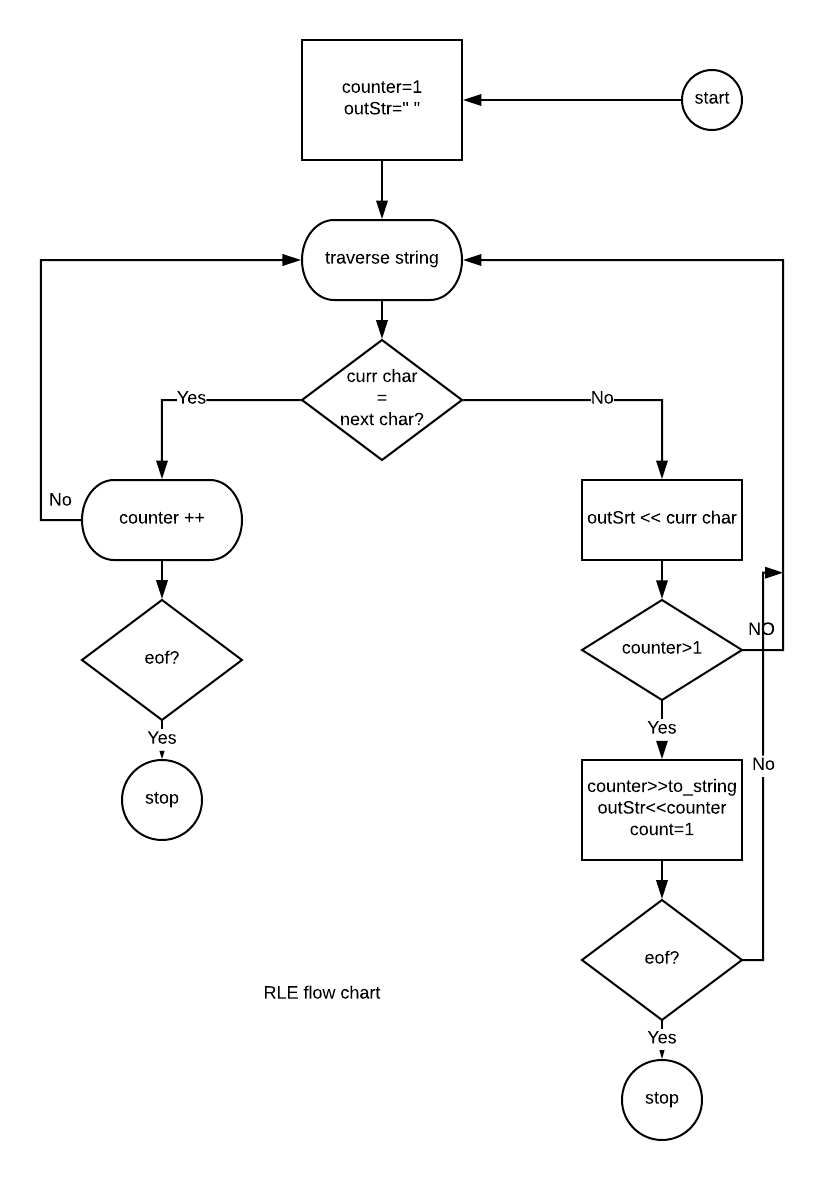 counter=1
outStr=" "
start
traverse string
curr char
=
next char?
Yes
No
No
counter ++
outSrt << curr char
eof?
NO
counter>1
Yes
Yes
No
stop
counter>>to_string
outStr<<counter
count=1
eof?
RLE flow chart
Yes
stop